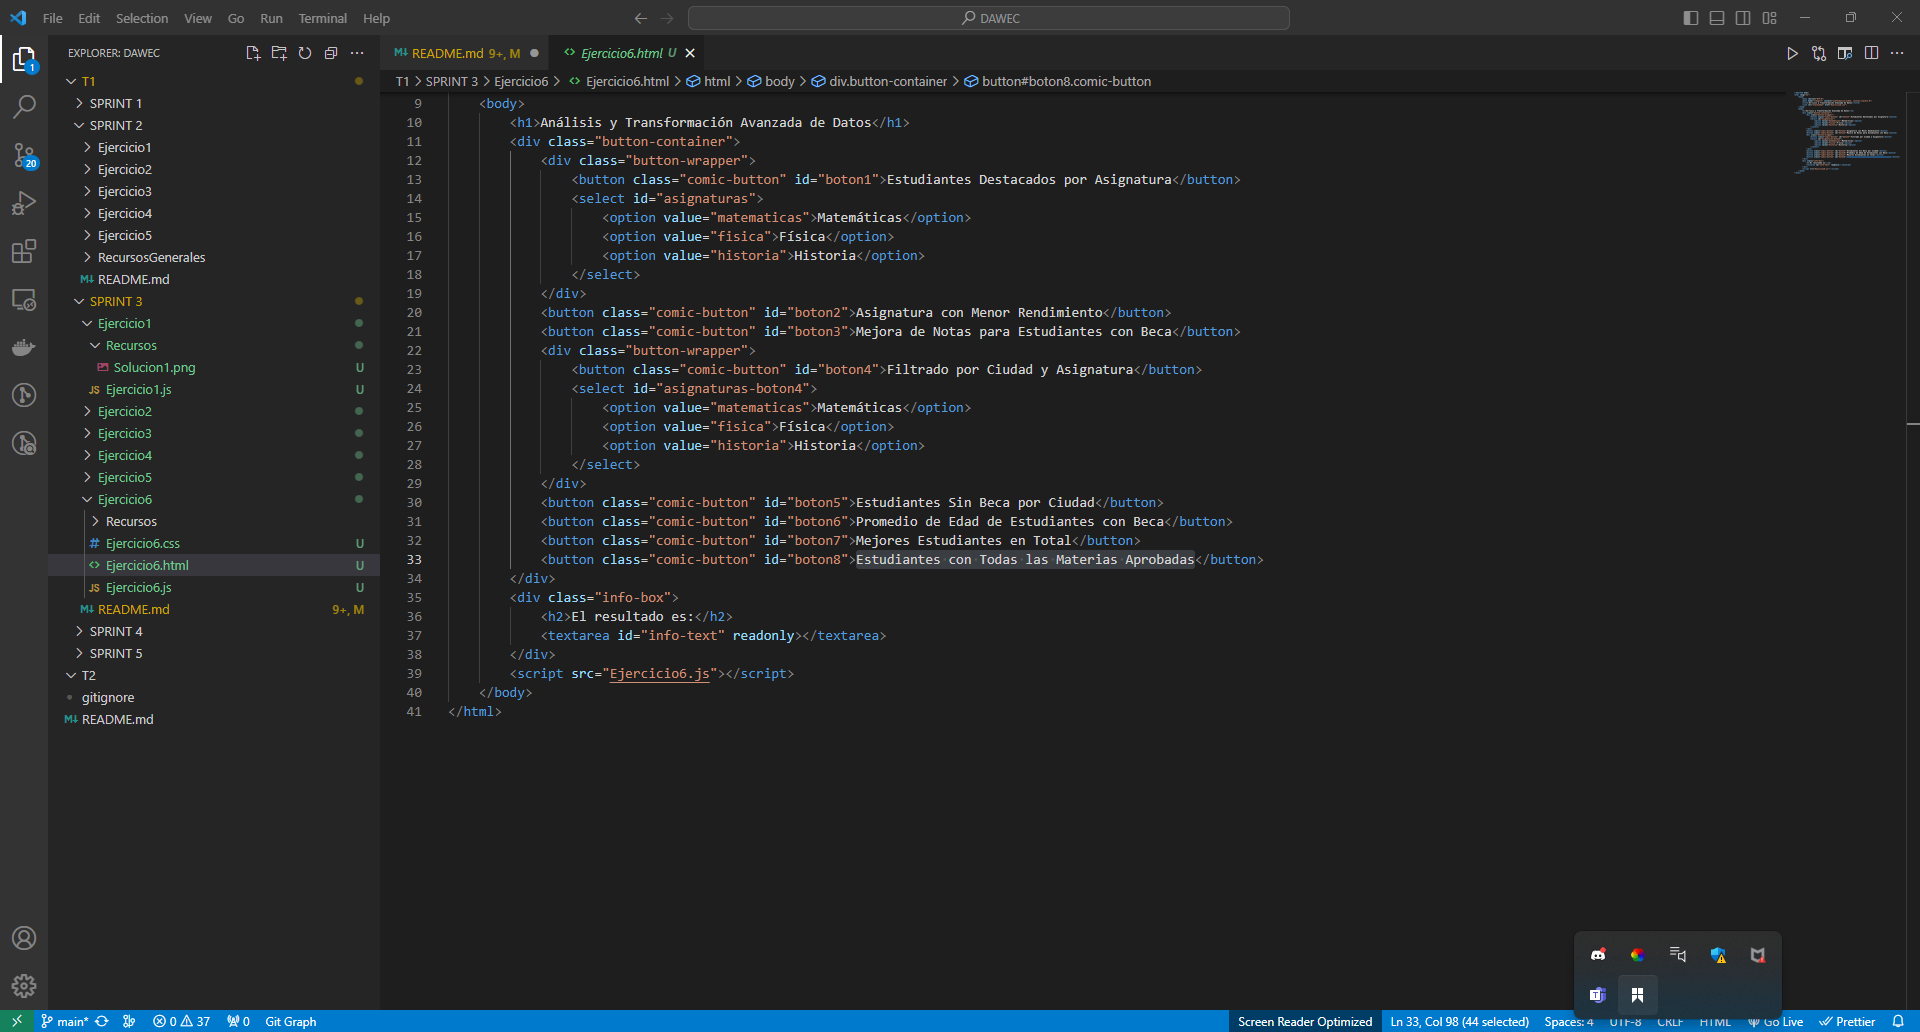 File Edit Selection View Go Run Terminal Help
DAWEC
EXPLORER: DAWEC
T1
SPRINT 1
SPRINT 2
Ejercicio1
Ejercicio2
Ejercicio3
Ejercicio4
Ejercicio5
RecursosGenerales
README.md
SPRINT 3
Ejercicio1
Recursos
Solucion1.png U
JS Ejercicio1.js U
Ejercicio2
Ejercicio3
Ejercicio4
Ejercicio5
Ejercicio6
Recursos
# Ejercicio6.css U
<> Ejercicio6.html U
JS Ejercicio6.js U
README.md 9+, M
SPRINT 4
SPRINT 5
T2
gitignore
README.md
1
20
README.md 9+, M
<> Ejercicio6.html U
T1 > SPRINT 3 > Ejercicio6 > <> Ejercicio6.html > html > body > div.button-container > button#boton8.comic-button
9 <body>
10 <h1>Análisis y Transformación Avanzada de Datos</h1>
11 <div class="button-container">
12 <div class="button-wrapper">
13 <button class="comic-button" id="boton1">Estudiantes Destacados por Asignatura</button>
14 <select id="asignaturas">
15 <option value="matematicas">Matemáticas</option>
16 <option value="fisica">Física</option>
17 <option value="historia">Historia</option>
18 </select>
19 </div>
20 <button class="comic-button" id="boton2">Asignatura con Menor Rendimiento</button>
21 <button class="comic-button" id="boton3">Mejora de Notas para Estudiantes con Beca</button>
22 <div class="button-wrapper">
23 <button class="comic-button" id="boton4">Filtrado por Ciudad y Asignatura</button>
24 <select id="asignaturas-boton4">
25 <option value="matematicas">Matemáticas</option>
26 <option value="fisica">Física</option>
27 <option value="historia">Historia</option>
28 </select>
29 </div>
30 <button class="comic-button" id="boton5">Estudiantes Sin Beca por Ciudad</button>
31 <button class="comic-button" id="boton6">Promedio de Edad de Estudiantes con Beca</button>
32 <button class="comic-button" id="boton7">Mejores Estudiantes en Total</button>
33 <button class="comic-button" id="boton8">Estudiantes con Todas las Materias Aprobadas</button>
34 </div>
35 <div class="info-box">
36 <h2>El resultado es:</h2>
37 <textarea id="info-text" readonly></textarea>
38 </div>
39 <script src="Ejercicio6.js"></script>
40 </body>
41 </html>
main* 0 37 0 Git Graph
Screen Reader Optimized Ln 33, Col 98 (44 selected) Spaces: 4 UTF-8 CRLF HTML Go Live Prettier